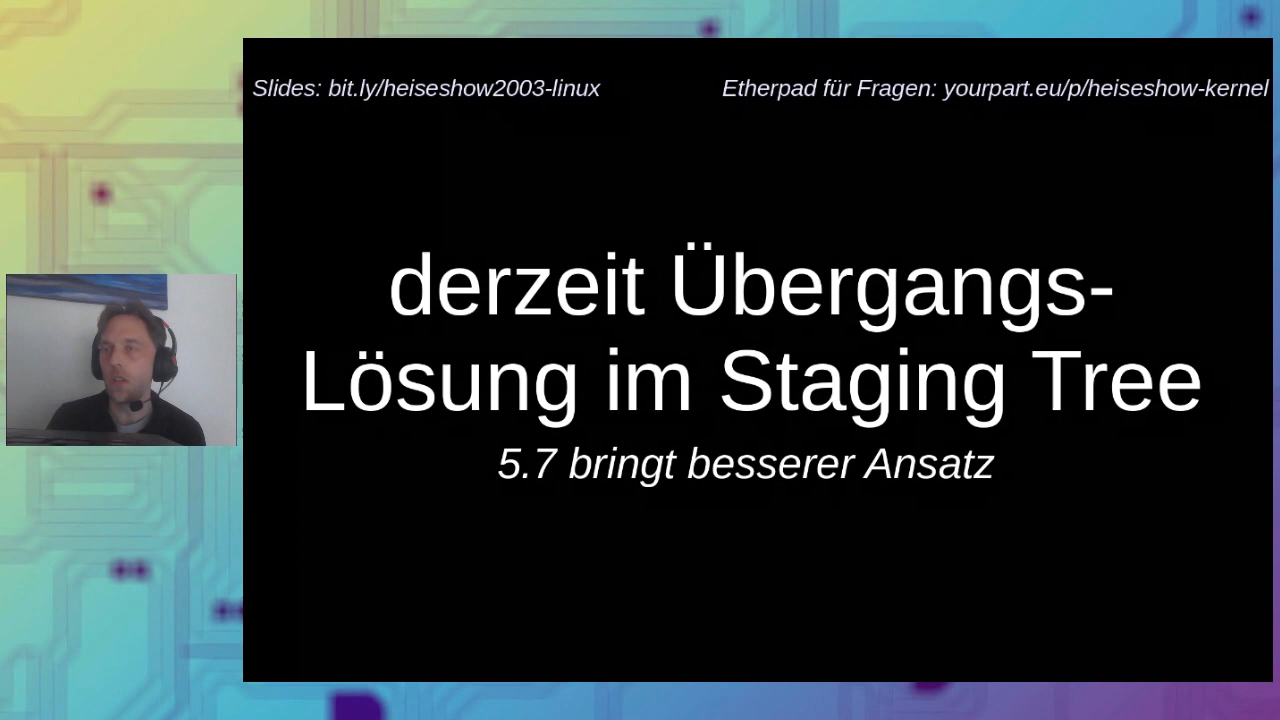 Slides: bit.ly/heiseshow2003-linux
Etherpad für Fragen: yourpart.eu/p/heiseshow-kernel
derzeit Übergangs-
Lösung im Staging Tree
5.7 bringt besserer Ansatz